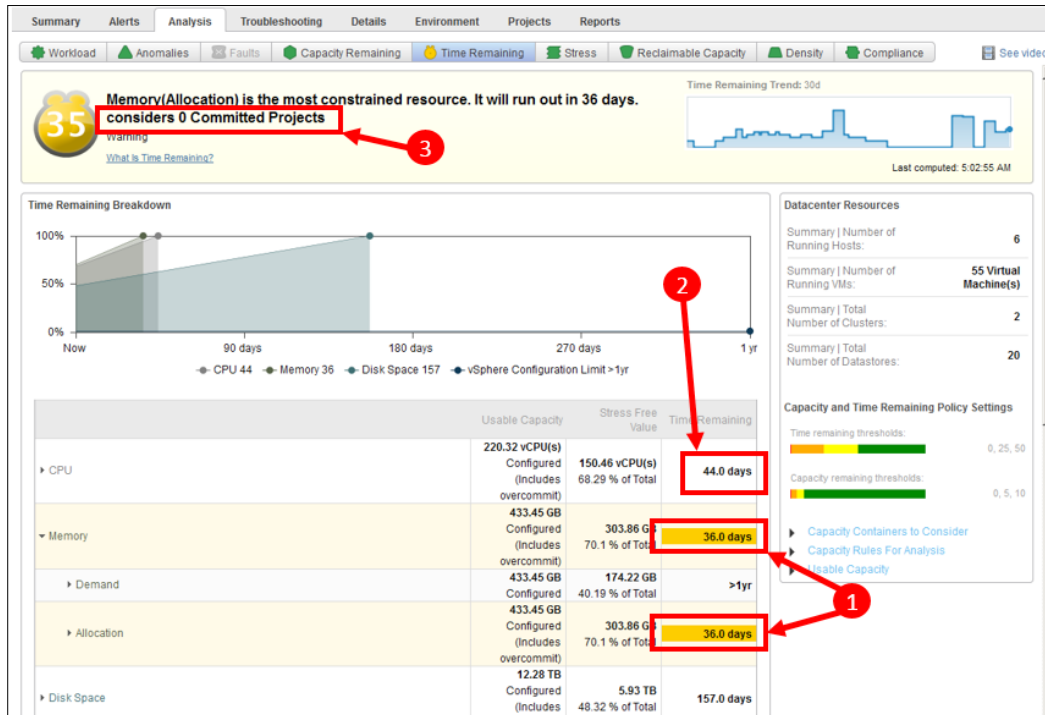 Summary Alerts Analysis Troubleshooting Details Environment Projects Reports
Workload Anomalies Faults Capacity Remaining Time Remaining Stress Reclaimable Capacity Density Compliance See video
35
Memory(Allocation) is the most constrained resource. It will run out in 36 days.
considers 0 Committed Projects
Warning
What Is Time Remaining?
3
Time Remaining Trend: 30d
Last computed: 5:02:55 AM
Time Remaining Breakdown
100%
50%
0%
Now 90 days 180 days 270 days 1 yr
CPU 44 Memory 36 Disk Space 157 vSphere Configuration Limit >1yr
2
Usable Capacity Stress Free Value Time Remaining
CPU
220.32 vCPU(s)
Configured
(Includes
overcommit)
150.46 vCPU(s)
68.29 % of Total
44.0 days
Memory
433.45 GB
Configured
(Includes
overcommit)
303.86 GB
70.1 % of Total
36.0 days
Demand
433.45 GB
Configured
174.22 GB
40.19 % of Total
>1yr
Allocation
433.45 GB
Configured
(Includes
overcommit)
303.86 GB
70.1 % of Total
36.0 days
Disk Space
12.28 TB
Configured
(Includes
5.93 TB
48.32 % of Total
157.0 days
1
Datacenter Resources
Summary | Number of
Running Hosts:
6
Summary | Number of
Running VMs:
55 Virtual
Machine(s)
Summary | Total
Number of Clusters:
2
Summary | Total
Number of Datastores:
20
Capacity and Time Remaining Policy Settings
Time remaining thresholds:
0, 25, 50
Capacity remaining thresholds:
0, 5, 10
Capacity Containers to Consider
Capacity Rules For Analysis
Usable Capacity